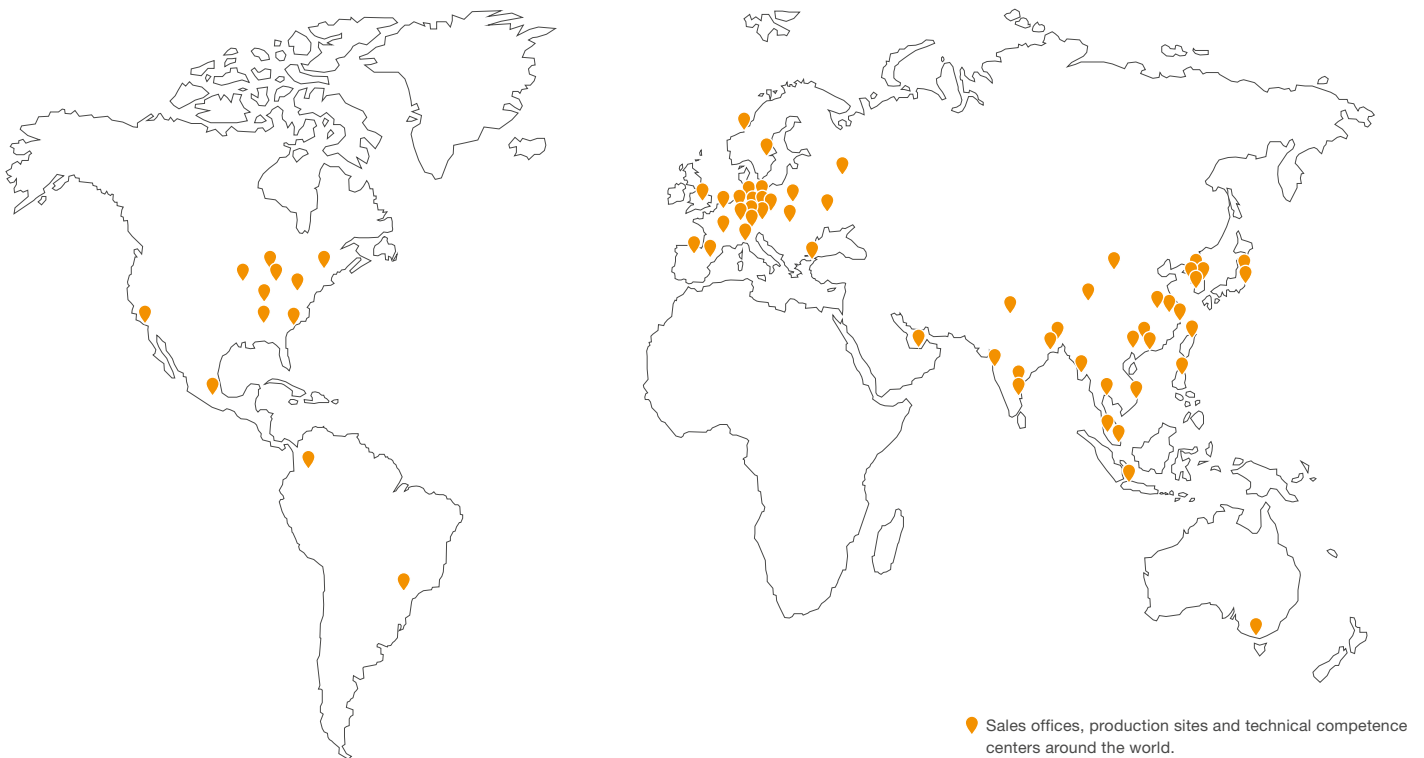 Sales offices, production sites and technical competence
centers around the world.